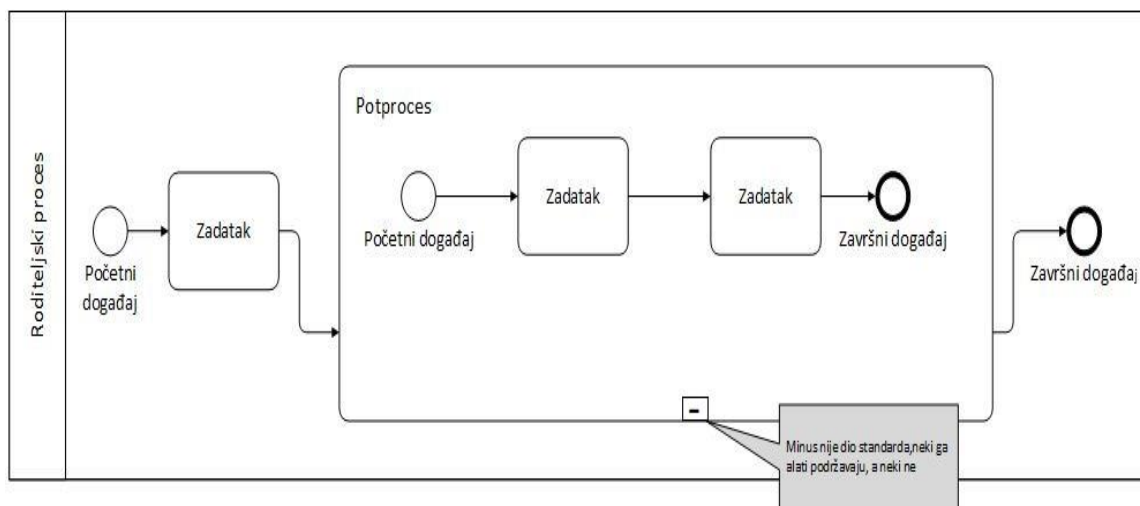 Roditeljski proces
Početni
događaj
Zadatak
Potproces
Početni događaj
Zadatak
Zadatak
Završni događaj
Završni događaj
Minus nije dio standarda,neki ga
alati podržavaju, a neki ne